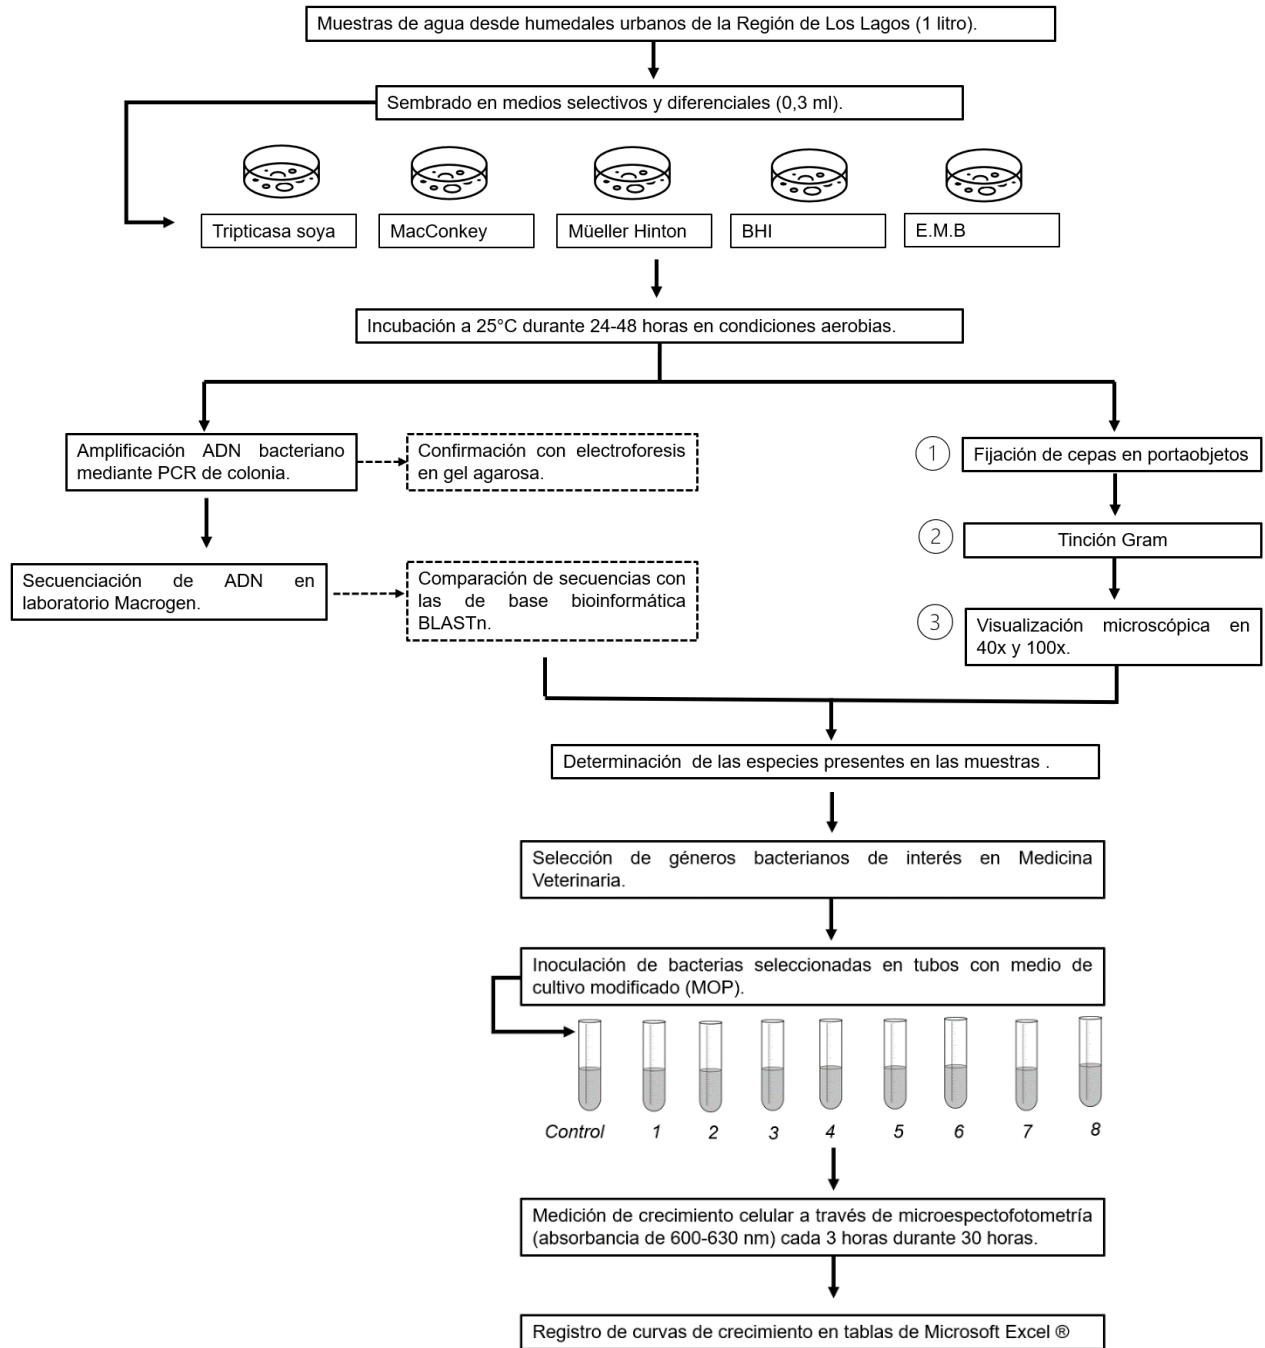 Muestras de agua desde humedales urbanos de la Región de Los Lagos (1 litro).
Sembrado en medios selectivos y diferenciales (0,3 ml).
Tripticasa soya
MacConkey
Müeller Hinton
BHI
E.M.B
Incubación a 25°C durante 24-48 horas en condiciones aerobias.
Amplificación ADN bacteriano
mediante PCR de colonia.
Confirmación con electroforesis
en gel agarosa.
Secuenciación de ADN en
laboratorio Macrogen.
Comparación de secuencias con
las de base bioinformática
BLASTn.
1
Fijación de cepas en portaobjetos
2
Tinción Gram
3
Visualización microscópica en
40x y 100x.
Determinación de las especies presentes en las muestras .
Selección de géneros bacterianos de interés en Medicina
Veterinaria.
Inoculación de bacterias seleccionadas en tubos con medio de
cultivo modificado (MOP).
Control 1 2 3 4 5 6 7 8
Medición de crecimiento celular a través de microespectofotometría
(absorbancia de 600-630 nm) cada 3 horas durante 30 horas.
Registro de curvas de crecimiento en tablas de Microsoft Excel ®